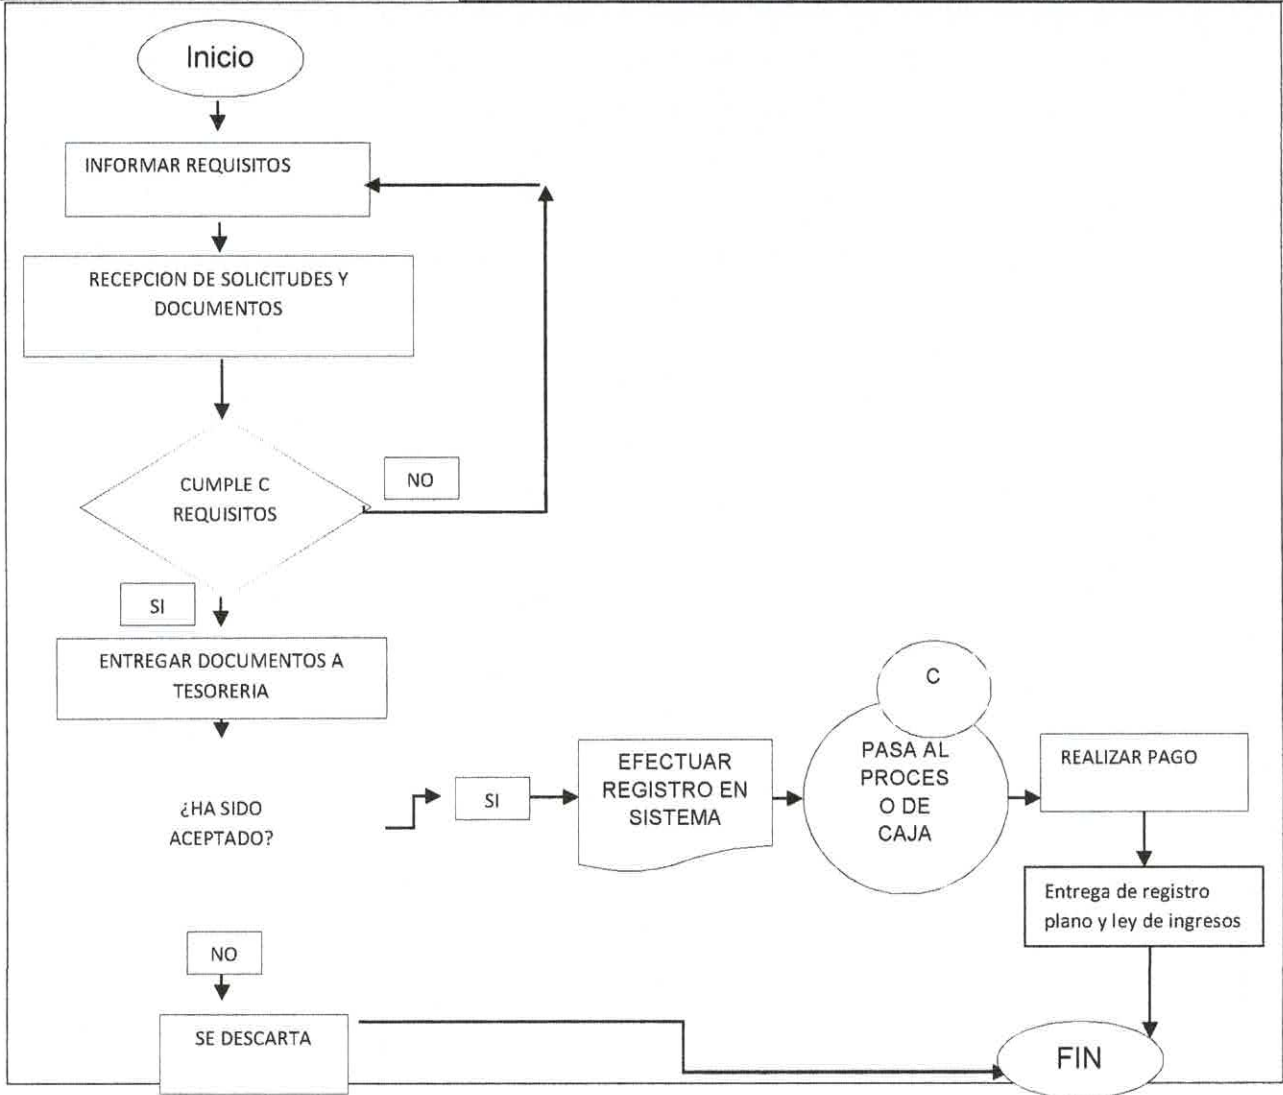 Inicio
INFORMAR REQUISITOS
RECEPCION DE SOLICITUDES Y
DOCUMENTOS
CUMPLE C
REQUISITOS
NO
SI
ENTREGAR DOCUMENTOS A
TESORERIA
¿HA SIDO
ACEPTADO?
SI
EFECTUAR
REGISTRO EN
SISTEMA
C
PASA AL
PROCES
O DE
CAJA
REALIZAR PAGO
Entrega de registro
plano y ley de ingresos
NO
SE DESCARTA
FIN